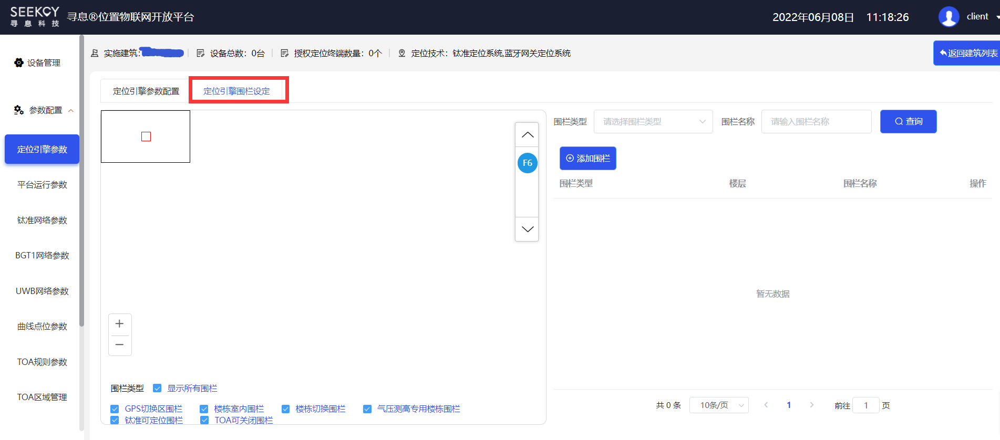 SEEKCY
寻息科技
寻息®位置物联网开放平台
2022年06月08日 11:18:26
client
实施建筑:
设备总数：0台
授权定位终端数量：0个
定位技术：钛准定位系统,蓝牙网关定位系统
返回建筑列表
设备管理
参数配置
定位引擎参数
平台运行参数
钛准网络参数
BGT1网络参数
UWB网络参数
曲线点位参数
TOA规则参数
TOA区域管理
定位引擎参数配置
定位引擎围栏设定
F6
围栏类型 显示所有围栏
GPS切换区围栏 楼栋室内围栏 楼栋切换围栏 气压测高专用楼栋围栏
钛准可定位围栏 TOA可关闭围栏
围栏类型 请选择围栏类型 围栏名称 请输入围栏名称 查询
添加围栏
围栏类型 楼层 围栏名称 操作
暂无数据
共 0 条 10条/页 1 前往 1 页